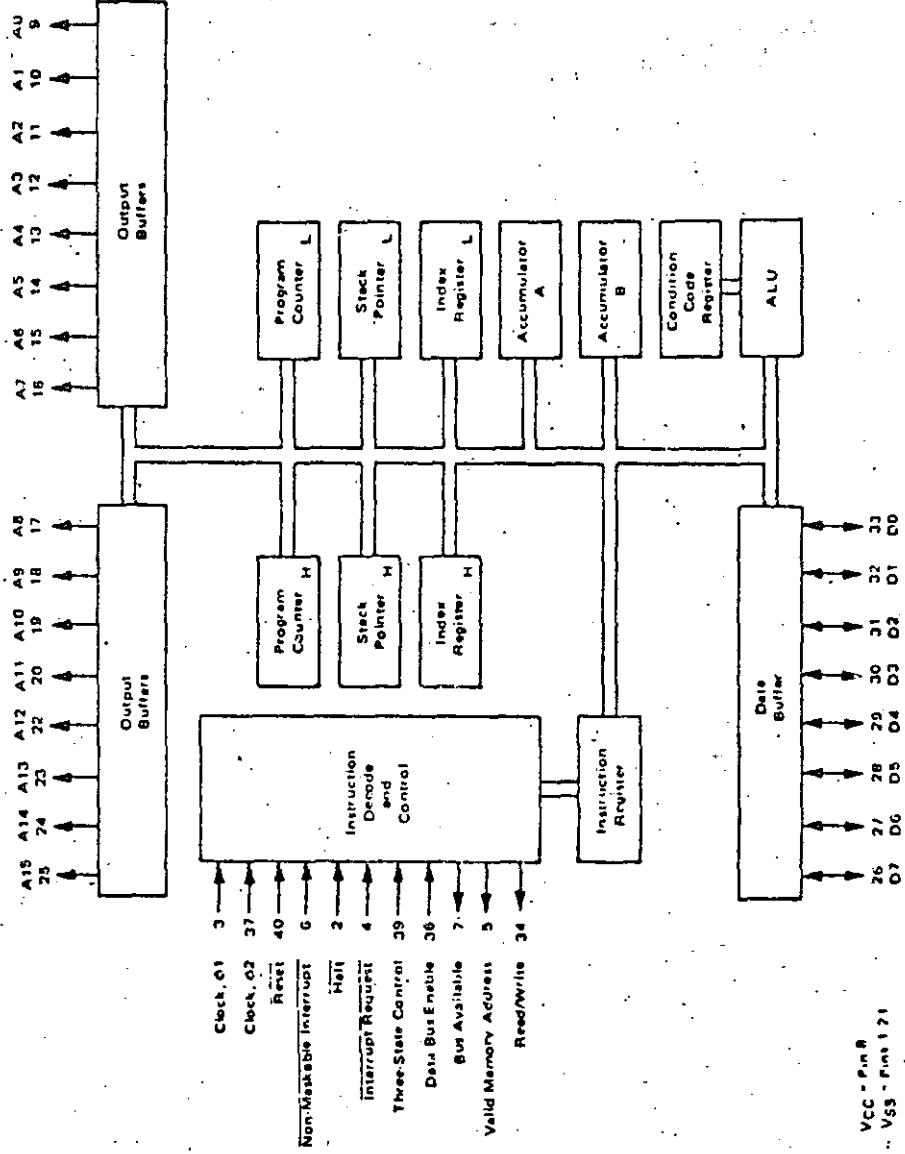 A15 A14 A13 A12 A11 A10 A9 A8 A7 A6 A5 A4 A3 A2 A1 A0
25 24 23 22 20 19 18 17 16 15 14 13 12 11 10 9
Output
Buffers
Output
Buffers
Clock, Ø1 3
Clock, Ø2 37
Reset 40
Non-Maskable Interrupt 6
Halt 2
Interrupt Request 4
Three-State Control 39
Data Bus Enable 36
Bus Available 7
Valid Memory Address 5
Read/Write 34
Instruction
Decode
and
Control
Instruction
Register
Program
Counter H
Stack
Pointer H
Index
Register H
Program
Counter L
Stack
Pointer L
Index
Register L
Accumulator
A
Accumulator
B
Condition
Code
Register
ALU
Data
Buffer
26 27 28 29 30 31 32 33
D7 D6 D5 D4 D3 D2 D1 D0
VCC = Pin 8
VSS = Pins 1 21